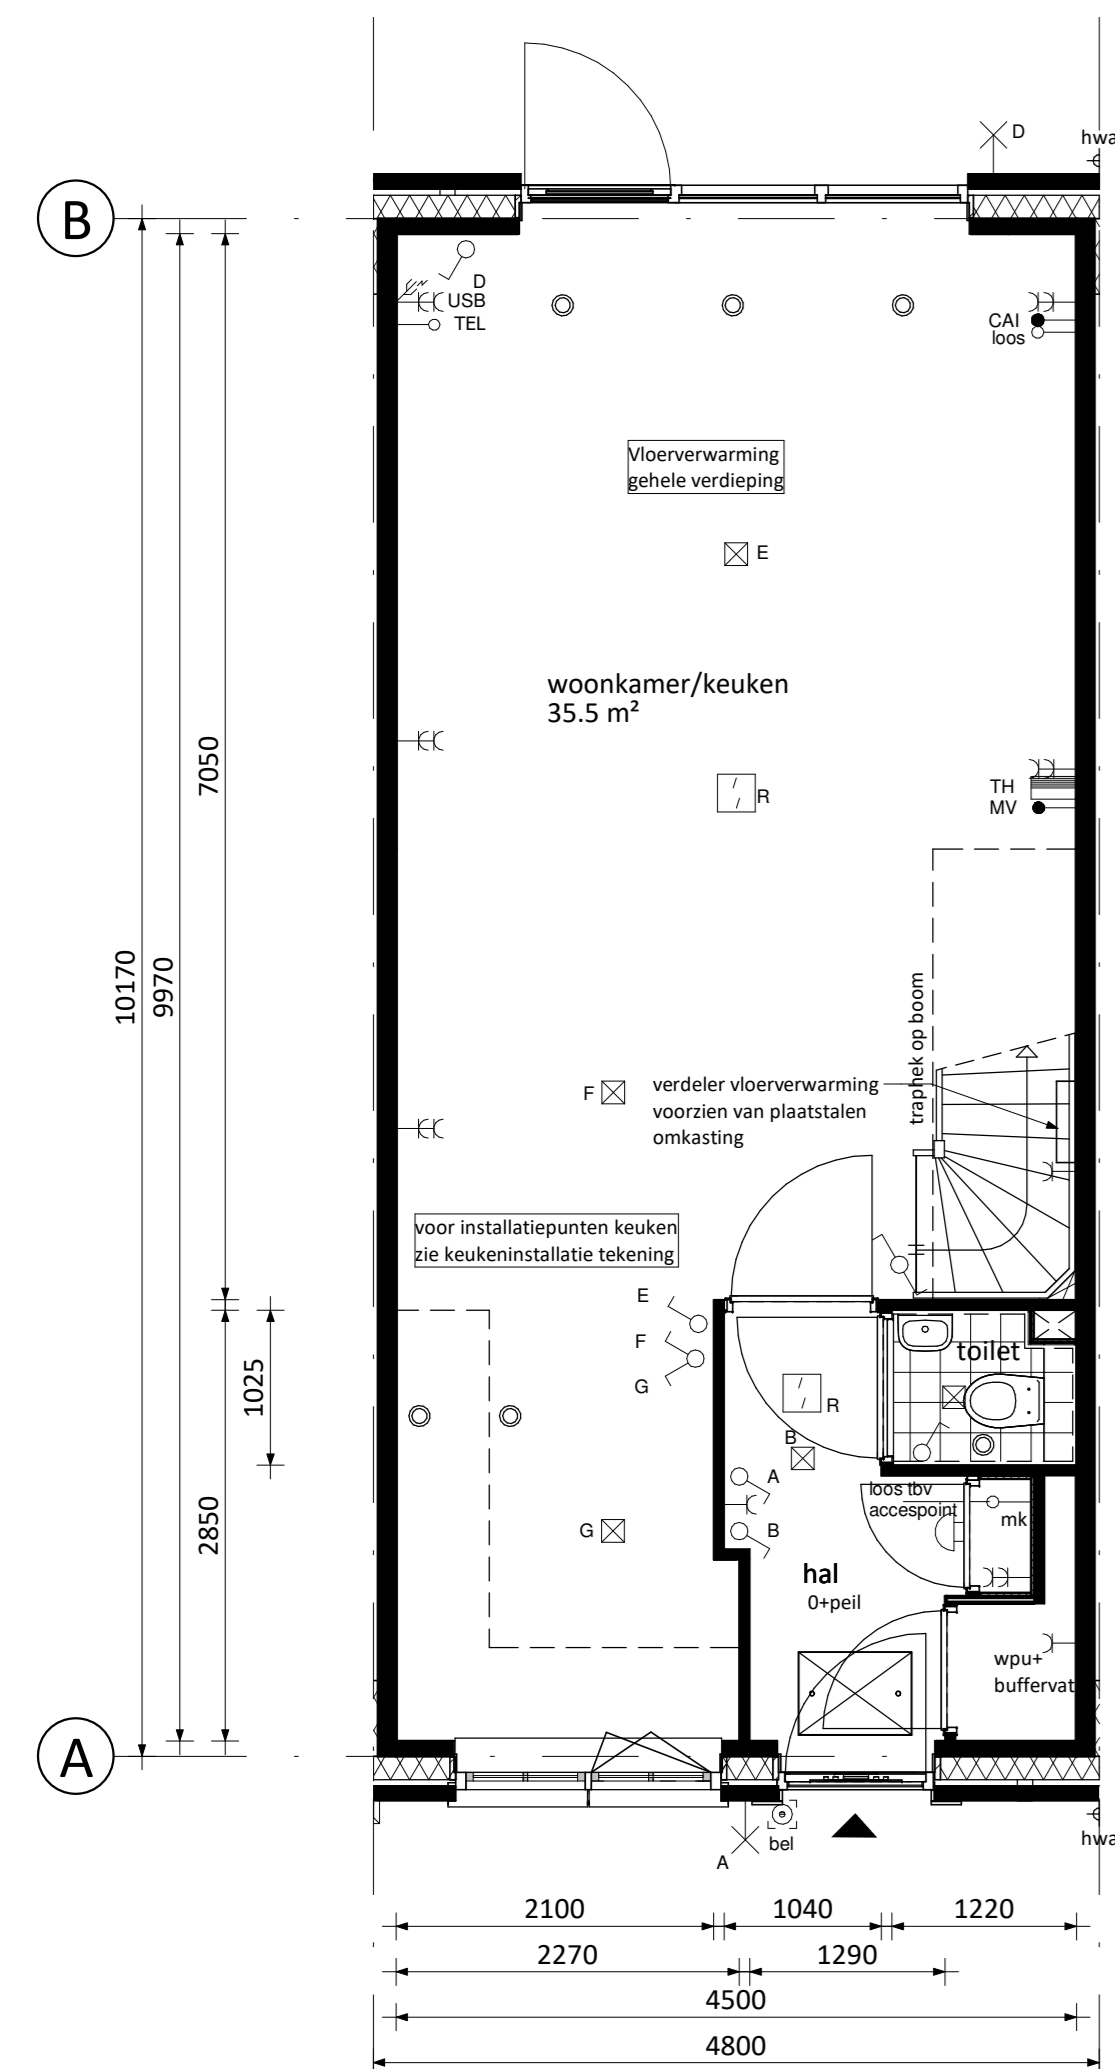 D
hwa
B
D
USB
TEL
CAI
loos
Vloerverwarming
gehele verdieping
E
woonkamer/keuken
35.5 m²
7050
R
TH
MV
10170
9970
traphek op boom
F
verdeler vloerverwarming
voorzien van plaatstalen
omkasting
voor installatiepunten keuken
zie keukeninstallatie tekening
E
F
G
toilet
1025
R
B
A
loos tbv
accespoint
mk
2850
G
B
hal
0+peil
wpu+
buffervat
A
bel
A
hwa
2100
1040
1220
2270
1290
4500
4800